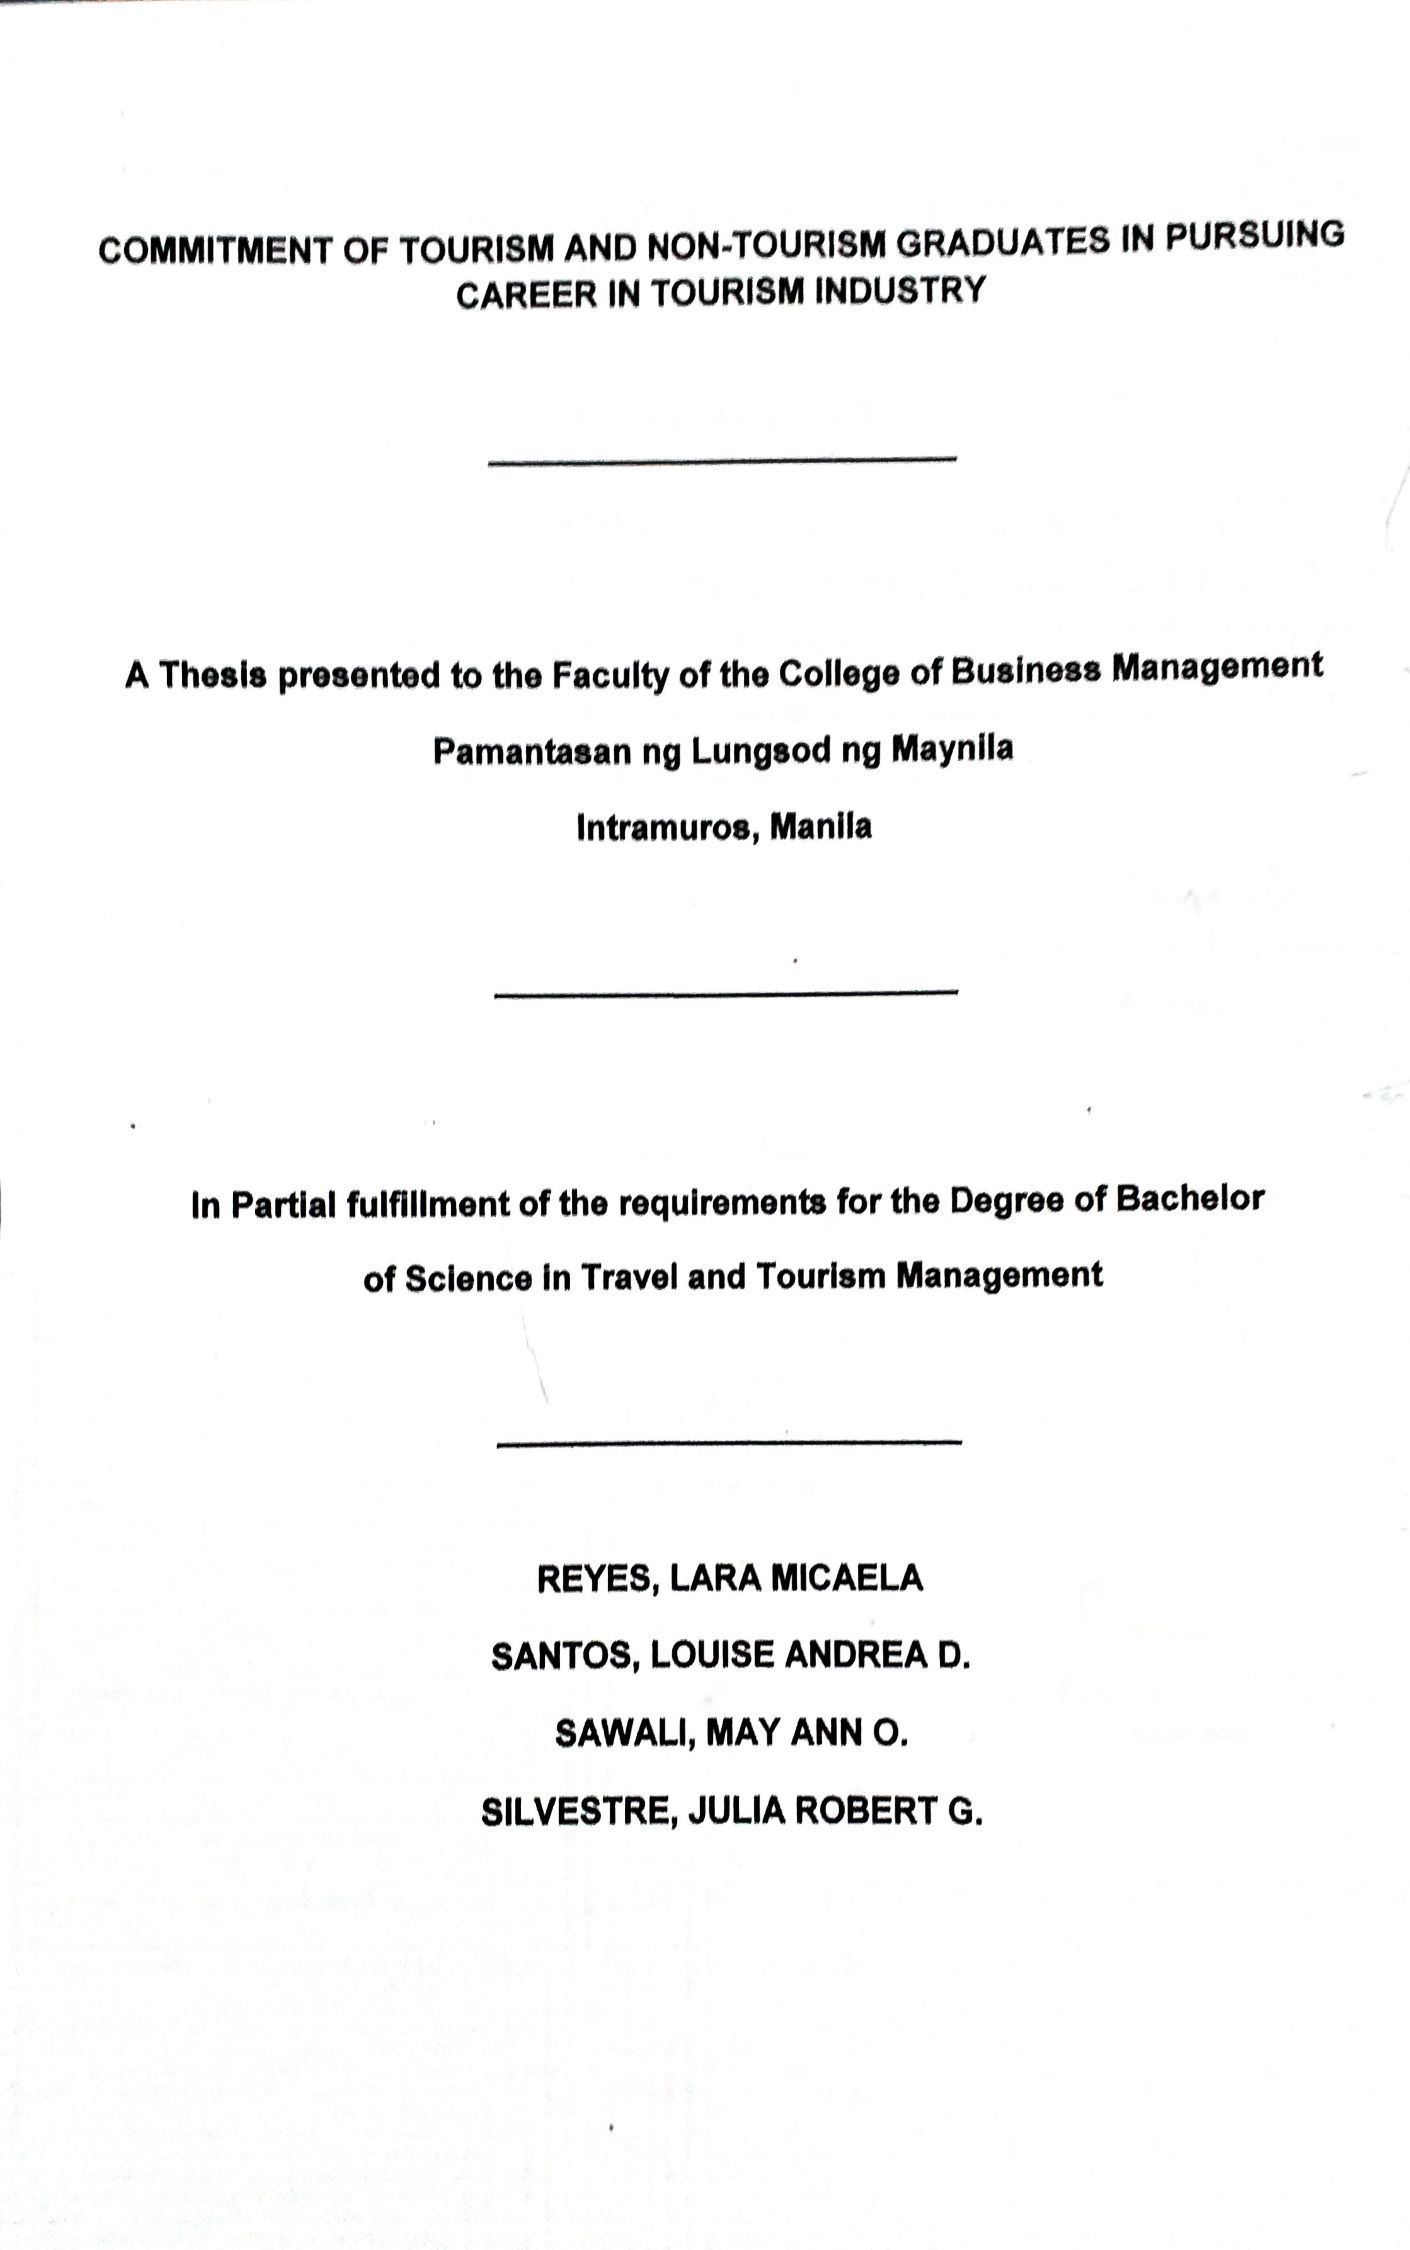 COMMITMENT OF TOURISM AND NON-TOURISM GRADUATES IN PURSUING
CAREER IN TOURISM INDUSTRY
A Thesis presented to the Faculty of the College of Business Management
Pamantasan ng Lungsod ng Maynila
Intramuros, Manila
In Partial fulfillment of the requirements for the Degree of Bachelor
of Science in Travel and Tourism Management
REYES, LARA MICAELA
SANTOS, LOUISE ANDREA D.
SAWALI, MAY ANN O.
SILVESTRE, JULIA ROBERT G.